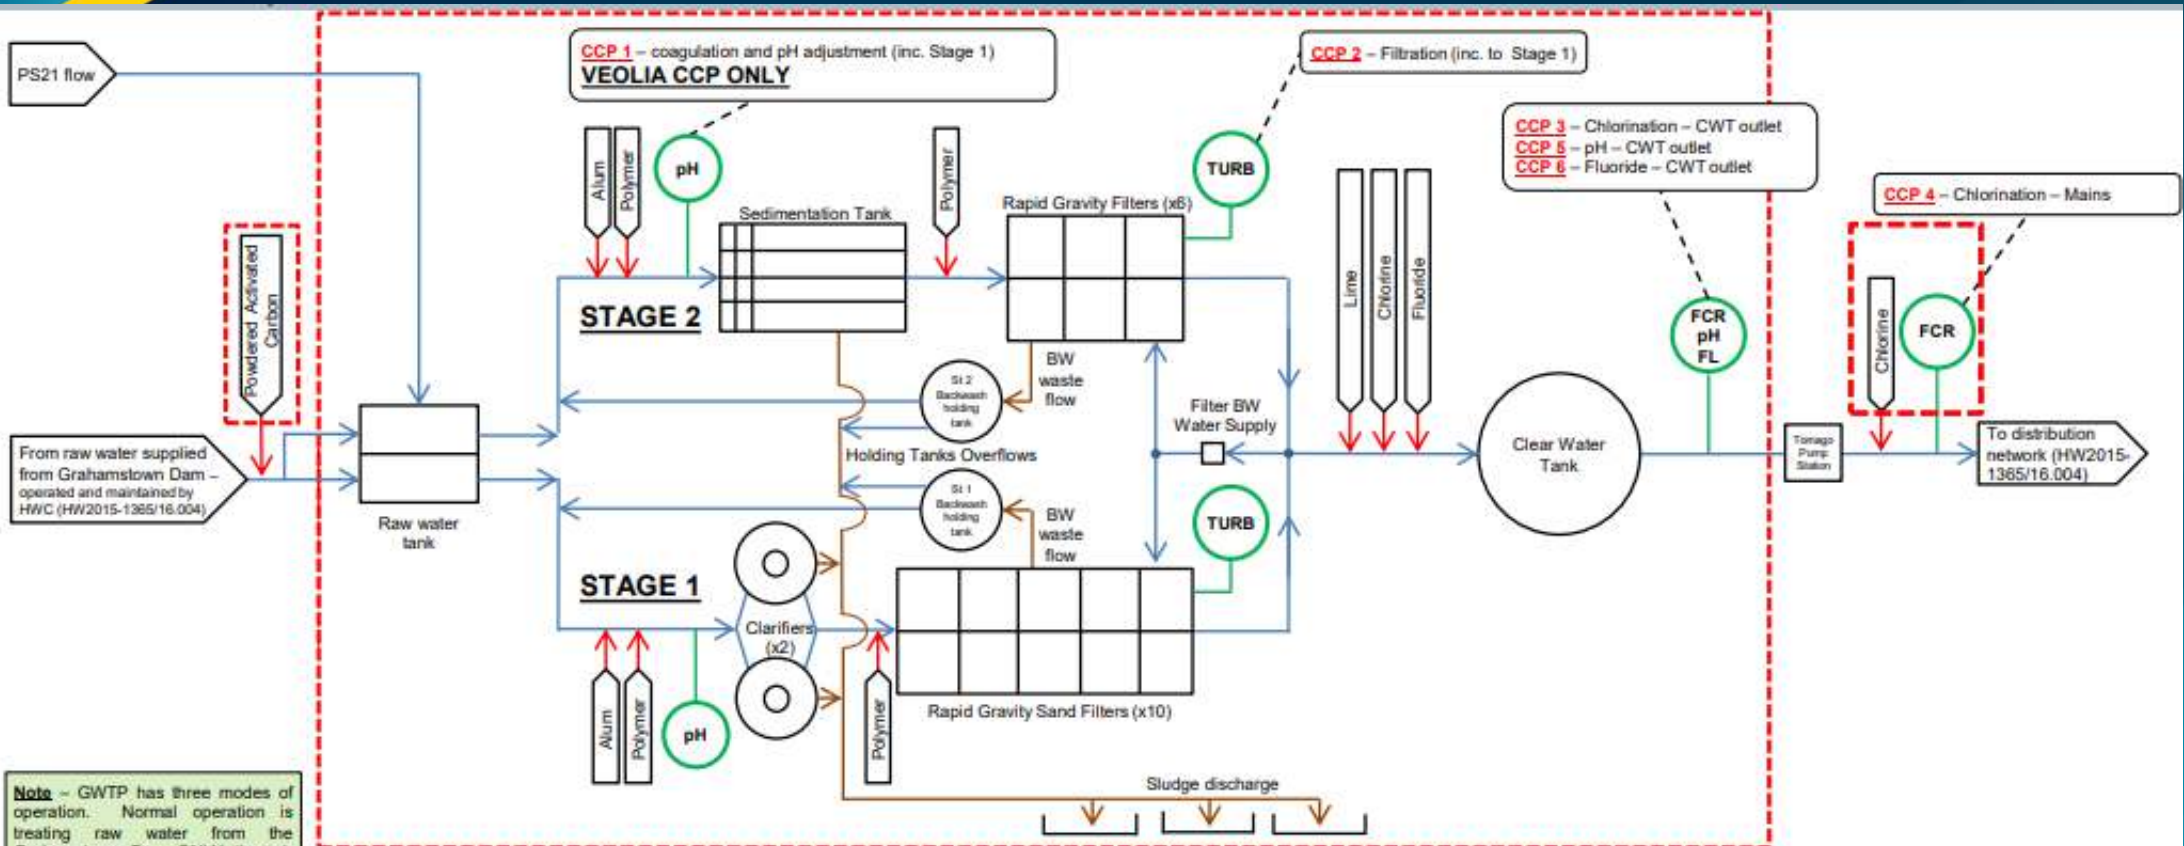 PS21 flow
CCP 1 – coagulation and pH adjustment (inc. Stage 1)
VEOLIA CCP ONLY
CCP 2 – Filtration (inc. to Stage 1)
CCP 3 – Chlorination – CWT outlet
CCP 5 – pH – CWT outlet
CCP 6 – Fluoride – CWT outlet
CCP 4 – Chlorination – Mains
Powdered Activated
Carbon
Alum
Polymer
pH
Sedimentation Tank
Polymer
Rapid Gravity Filters (x6)
TURB
Lime
Chlorine
Fluoride
FCR
pH
FL
Chlorine
FCR
STAGE 2
St 2
Backwash
holding
tank
BW
waste
flow
Filter BW
Water Supply
Clear Water
Tank
Tomago
Pump
Station
To distribution
network (HW2015-
1365/16.004)
From raw water supplied
from Grahamstown Dam –
operated and maintained by
HWC (HW2015-1365/16.004)
Raw water
tank
Holding Tanks Overflows
St 1
Backwash
holding
tank
BW
waste
flow
TURB
STAGE 1
Clarifiers
(x2)
Alum
Polymer
pH
Polymer
Rapid Gravity Sand Filters (x10)
Sludge discharge
Note – GWTP has three modes of
operation. Normal operation is
treating raw water from the